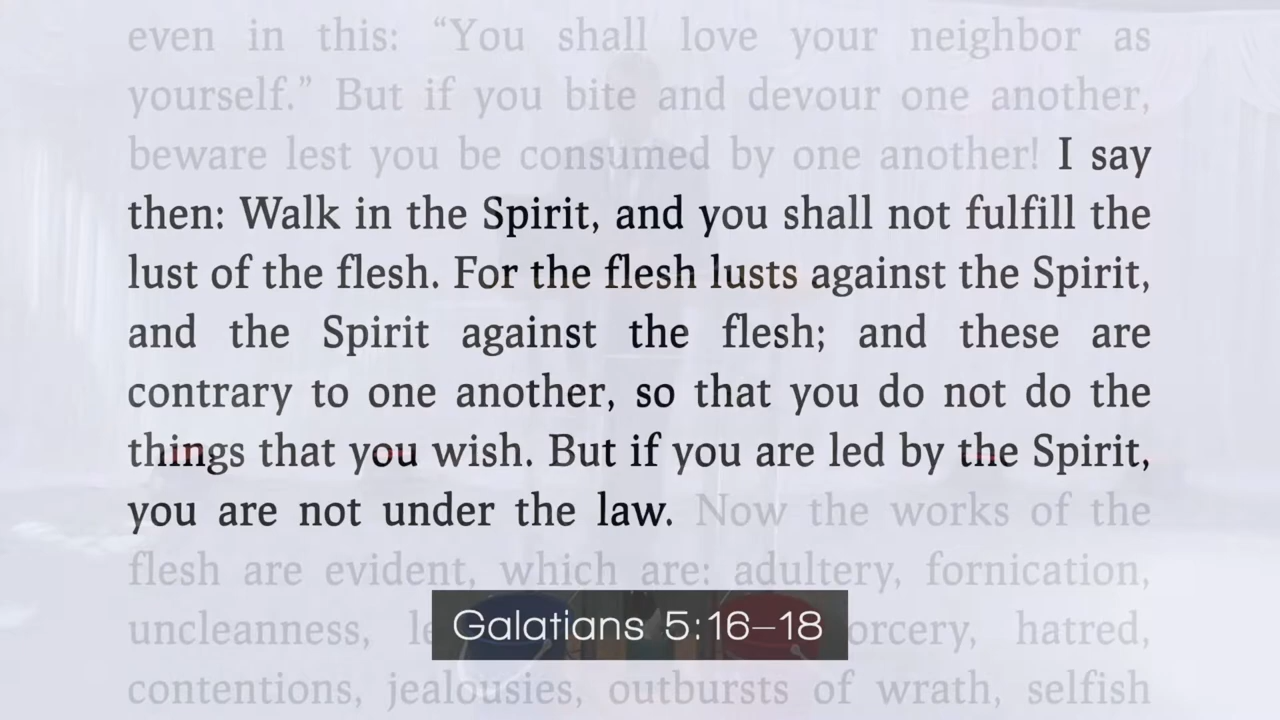 even in this: “You shall love your neighbor as
yourself.” But if you bite and devour one another,
beware lest you be consumed by one another! I say
then: Walk in the Spirit, and you shall not fulfill the
lust of the flesh. For the flesh lusts against the Spirit,
and the Spirit against the flesh; and these are
contrary to one another, so that you do not do the
things that you wish. But if you are led by the Spirit,
you are not under the law. Now the works of the
flesh are evident, which are: adultery, fornication,
uncleanness, hatred,
Galatians 5:16–18
contentions, jealousies, outbursts of wrath, selfish